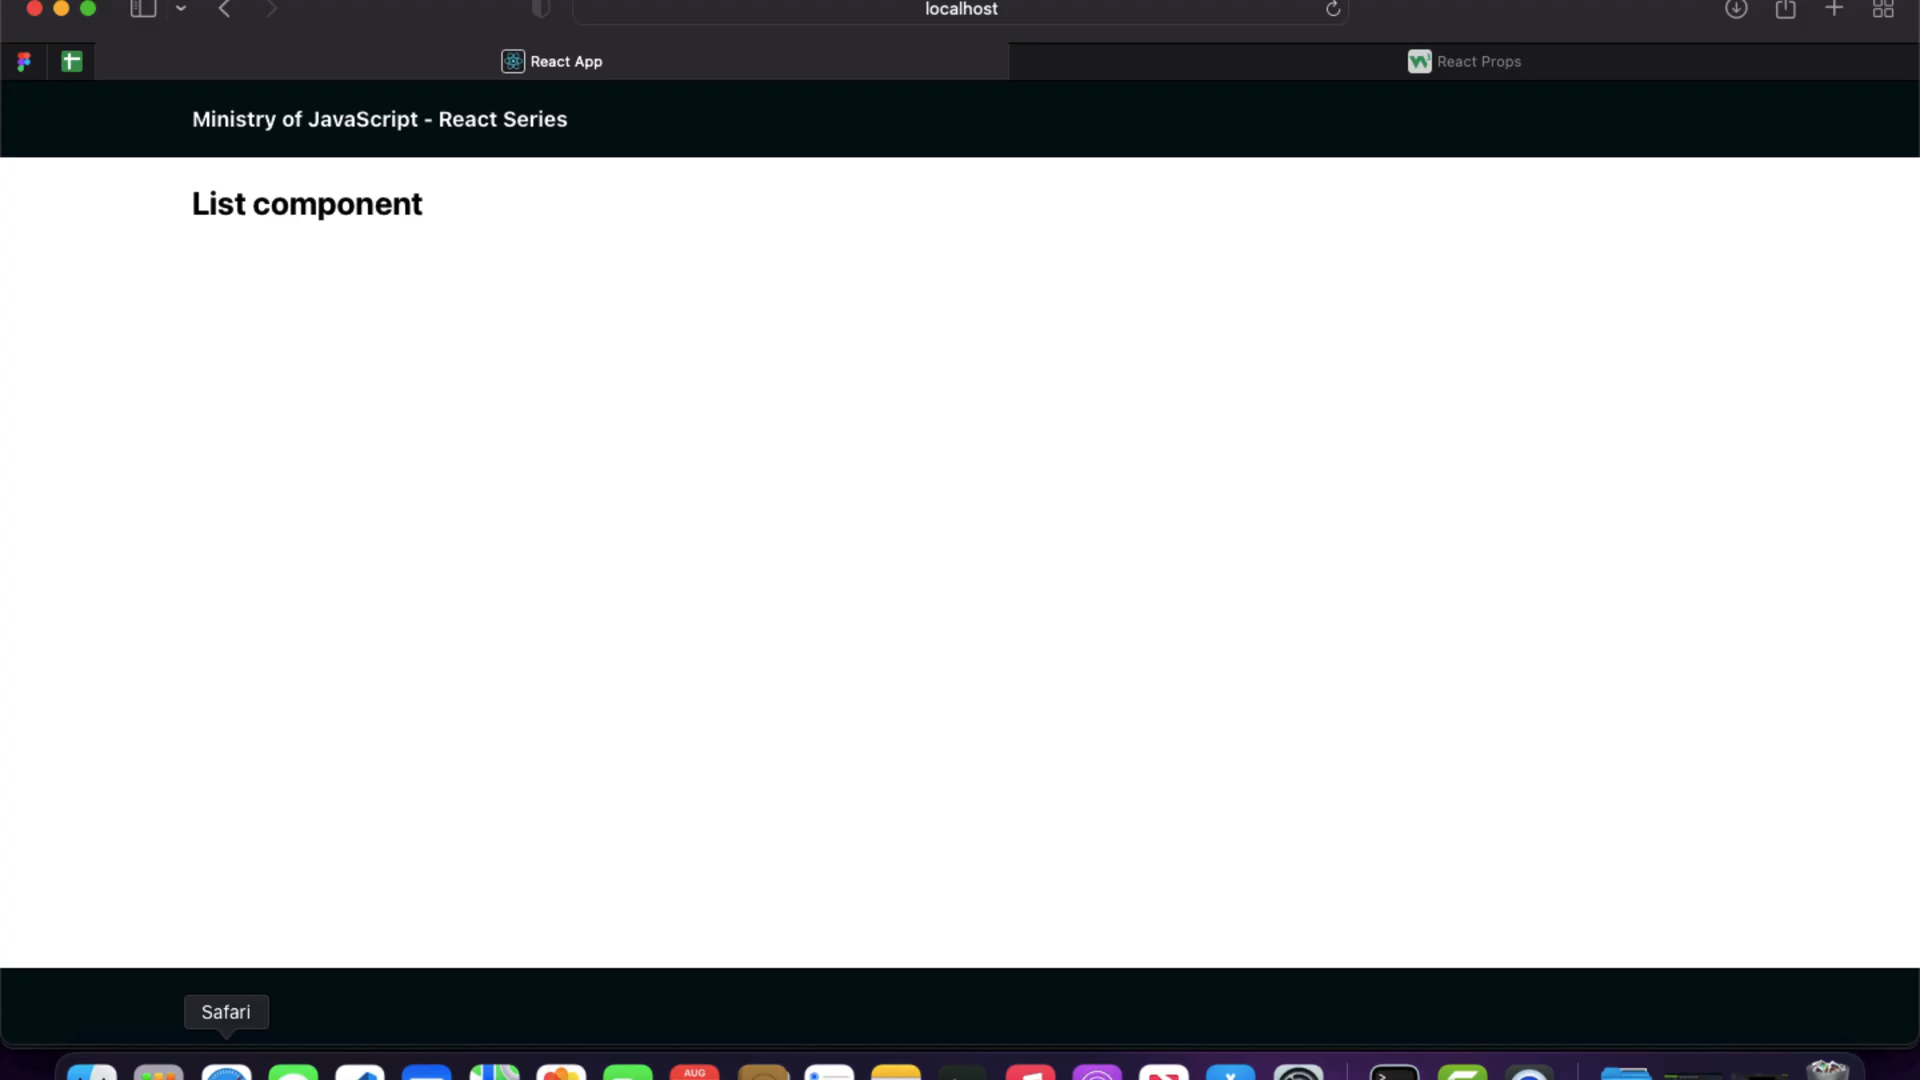 localhost
React App
React Props
Ministry of JavaScript - React Series
List component
Safari
AUG